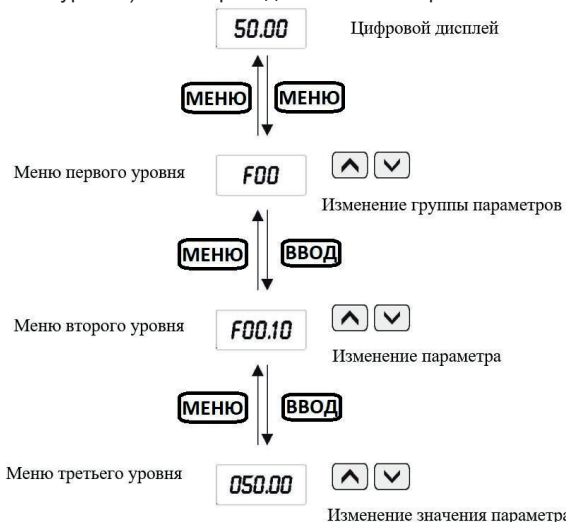 50.00 Цифровой дисплей
МЕНЮ МЕНЮ
Меню первого уровня F00
Изменение группы параметров
МЕНЮ ВВОД
Меню второго уровня F00.10
Изменение параметра
МЕНЮ ВВОД
Меню третьего уровня 050.00
Изменение значения параметра